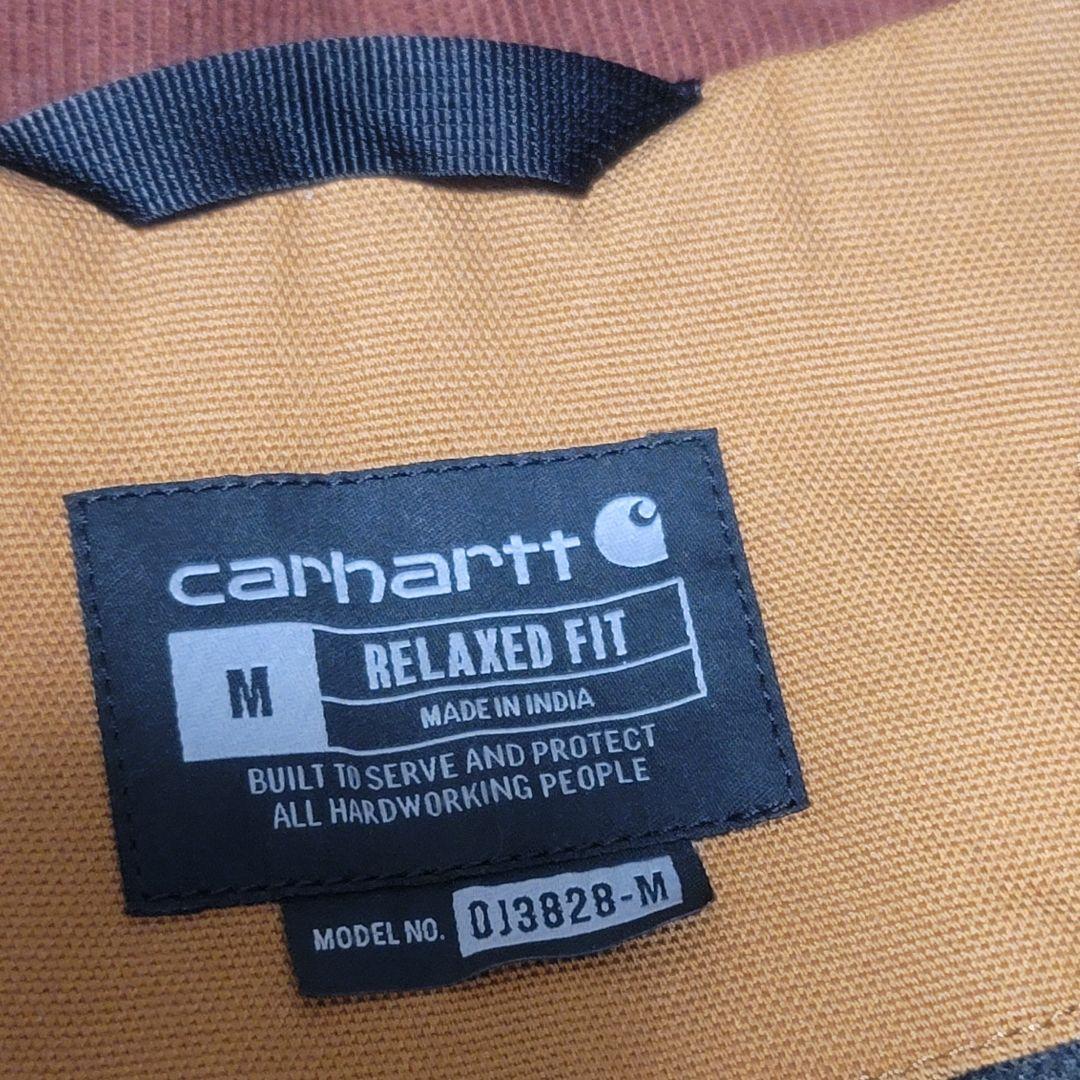 carhartt
M
RELAXED FIT
MADE IN INDIA
BUILT TO SERVE AND PROTECT
ALL HARDWORKING PEOPLE
MODEL NO. OJ3828-M